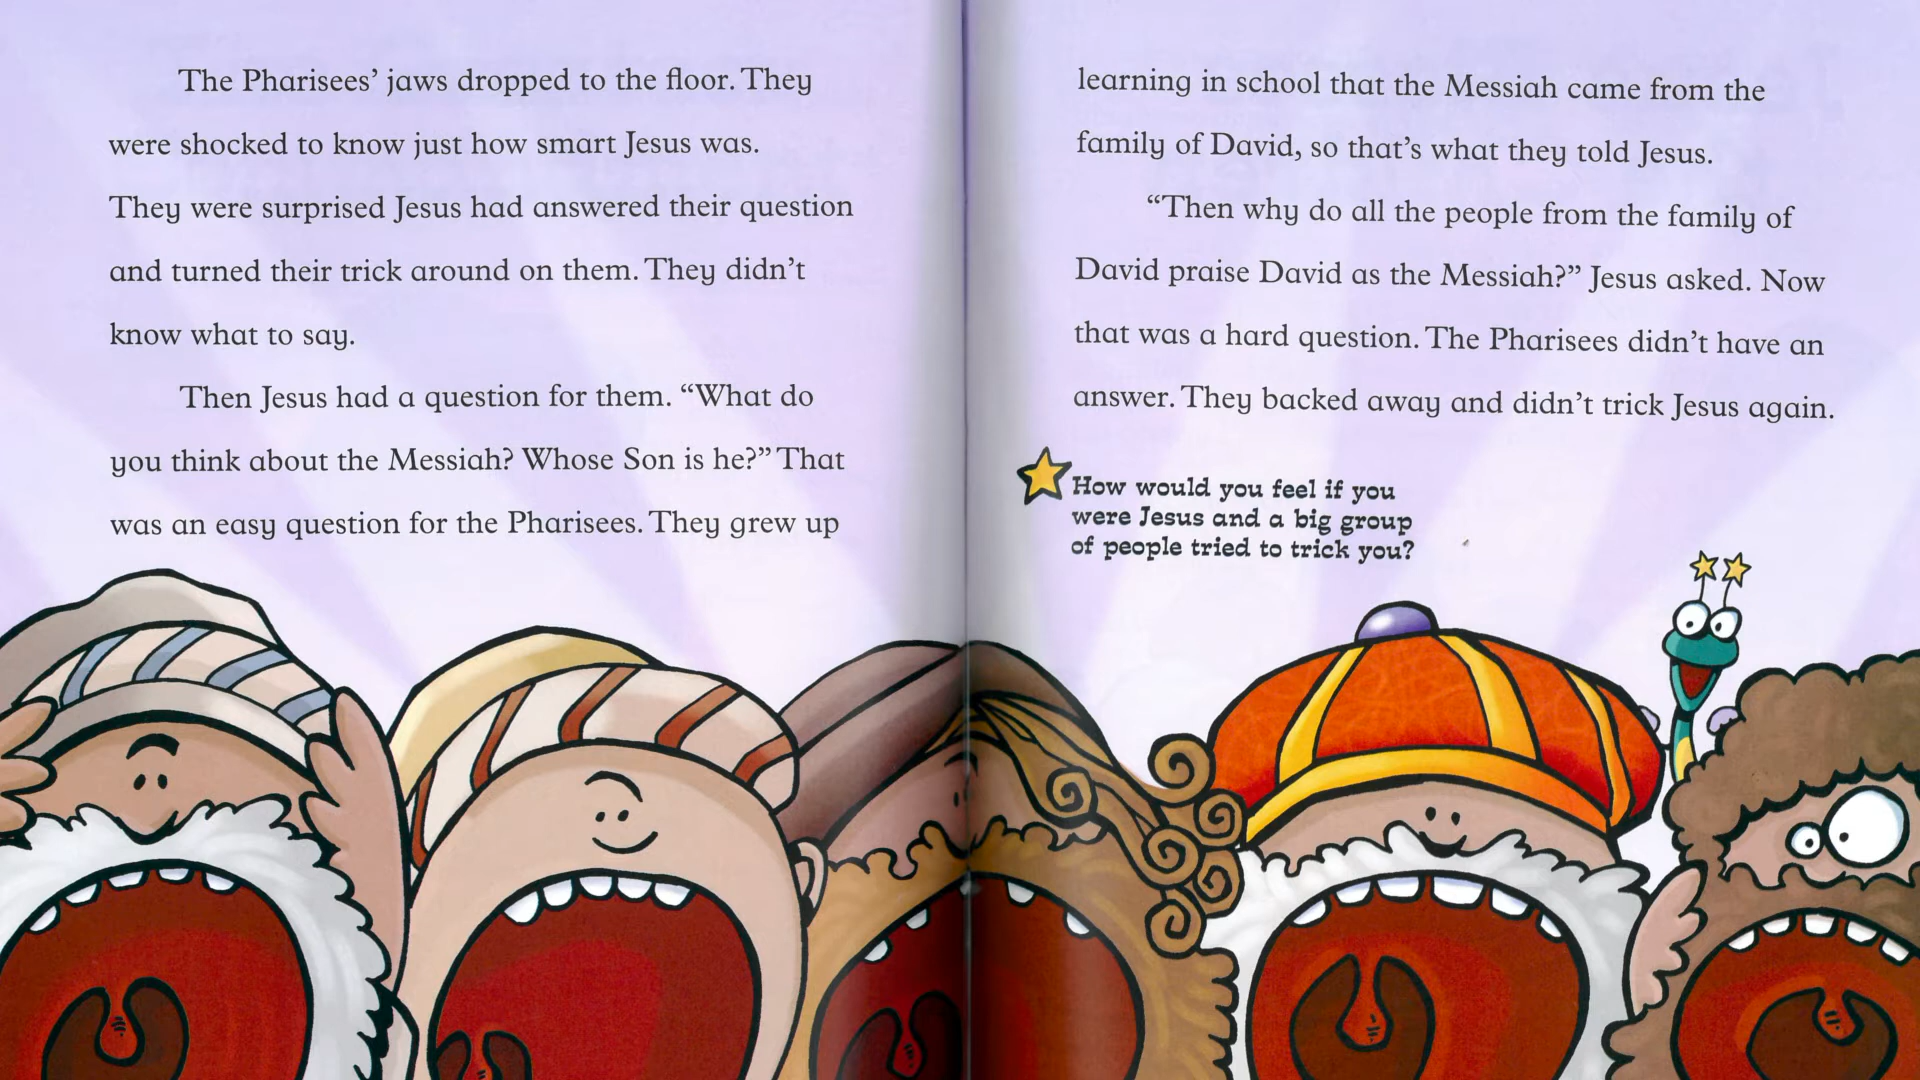 The Pharisees’ jaws dropped to the floor. They
were shocked to know just how smart Jesus was.
They were surprised Jesus had answered their question
and turned their trick around on them. They didn’t
know what to say.
Then Jesus had a question for them. “What do
you think about the Messiah? Whose Son is he?” That
was an easy question for the Pharisees. They grew up
learning in school that the Messiah came from the
family of David, so that’s what they told Jesus.
“Then why do all the people from the family of
David praise David as the Messiah?” Jesus asked. Now
that was a hard question. The Pharisees didn’t have an
answer. They backed away and didn’t trick Jesus again.
How would you feel if you
were Jesus and a big group
of people tried to trick you?